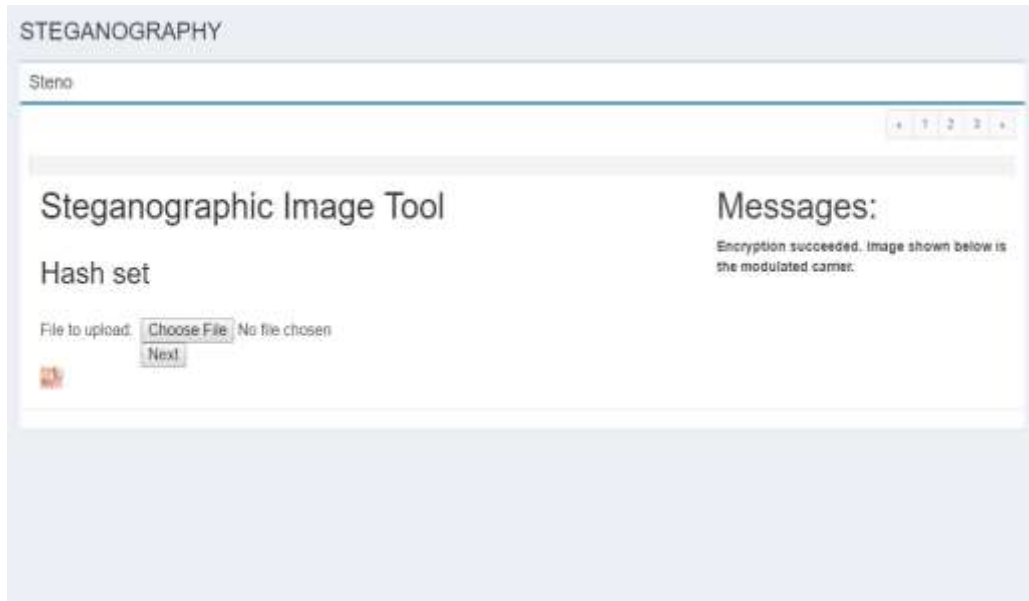 STEGANOGRAPHY
Steno
« 1 2 3 »
Steganographic Image Tool
Messages:
Encryption succeeded. Image shown below is
the modulated carrier.
Hash set
File to upload: Choose File No file chosen
Next